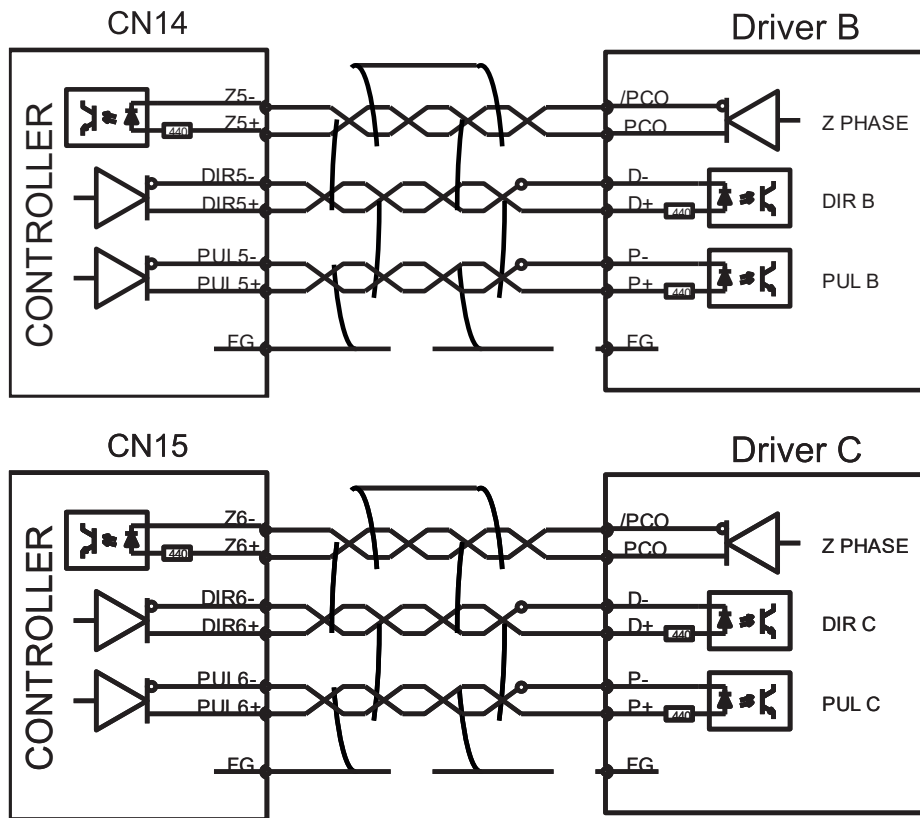 CN14
Driver B
CONTROLLER
Z5-
Z5+
440
/PCO
PCO
Z PHASE
DIR5-
DIR5+
D-
D+
440
DIR B
PUL5-
PUL5+
P-
P+
440
PUL B
FG
FG
CN15
Driver C
CONTROLLER
Z6-
Z6+
440
/PCO
PCO
Z PHASE
DIR6-
DIR6+
D-
D+
440
DIR C
PUL6-
PUL6+
P-
P+
440
PUL C
FG
FG